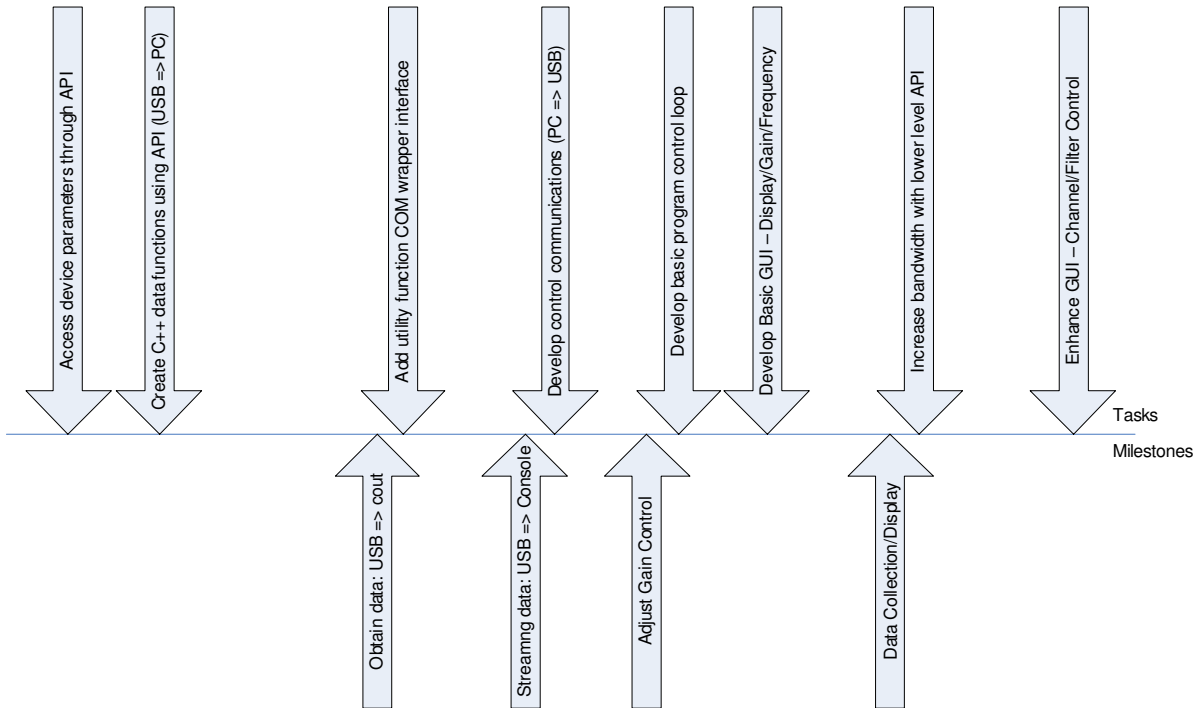 Access device parameters through API
Create C++ data functions using API (USB => PC)
Add utility function COM wrapper interface
Develop control communications (PC => USB)
Develop basic program control loop
Develop Basic GUI – Display/Gain/Frequency
Increase bandwidth with lower level API
Enhance GUI – Channel/Filter Control
Tasks
Milestones
Obtain data: USB => cout
Streamng data: USB => Console
Adjust Gain Control
Data Collection/Display